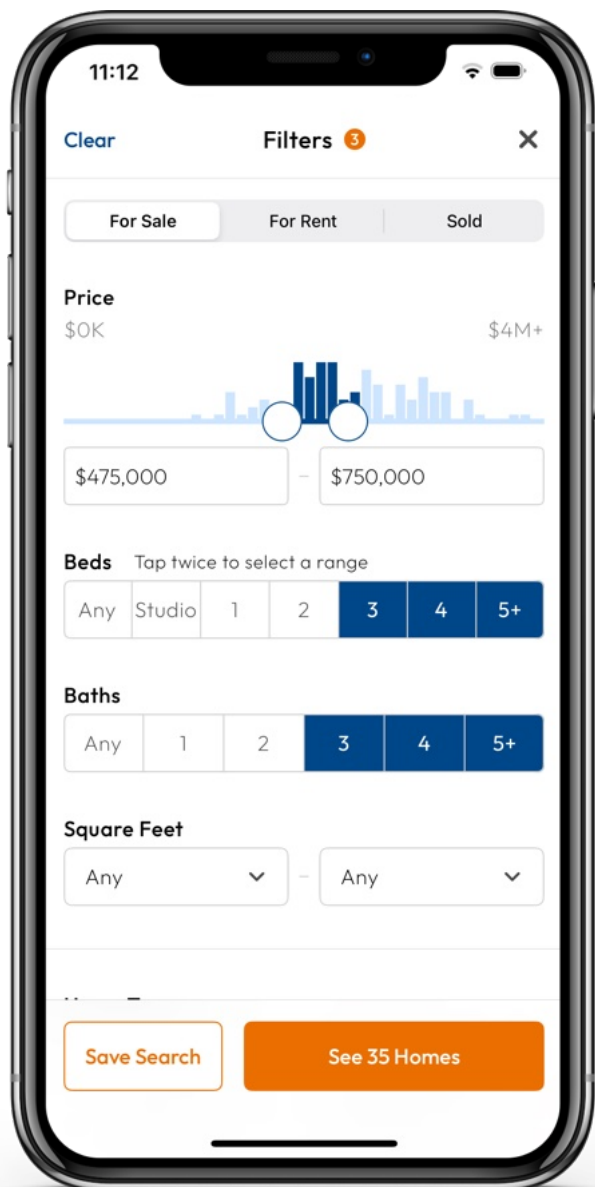 11:12
Clear Filters 3
For Sale For Rent Sold
Price
$0K $4M+
$475,000 – $750,000
Beds Tap twice to select a range
Any Studio 1 2 3 4 5+
Baths
Any 1 2 3 4 5+
Square Feet
Any – Any
Save Search See 35 Homes